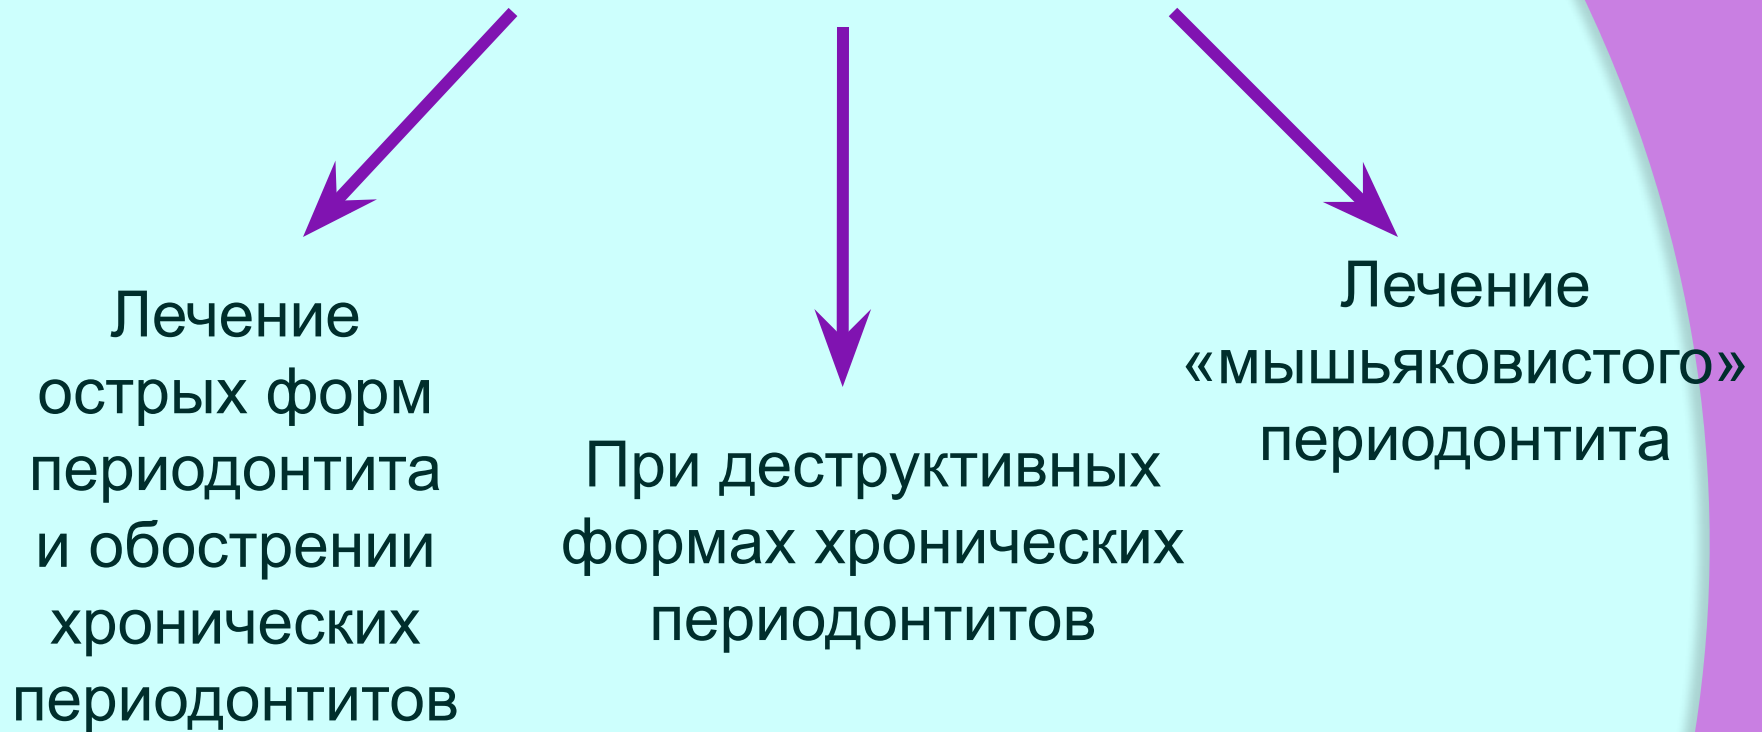 Лечение
острых форм
периодонтита
и обострении
хронических
периодонтитов
При деструктивных
формах хронических
периодонтитов
Лечение
«мышьяковистого»
периодонтита